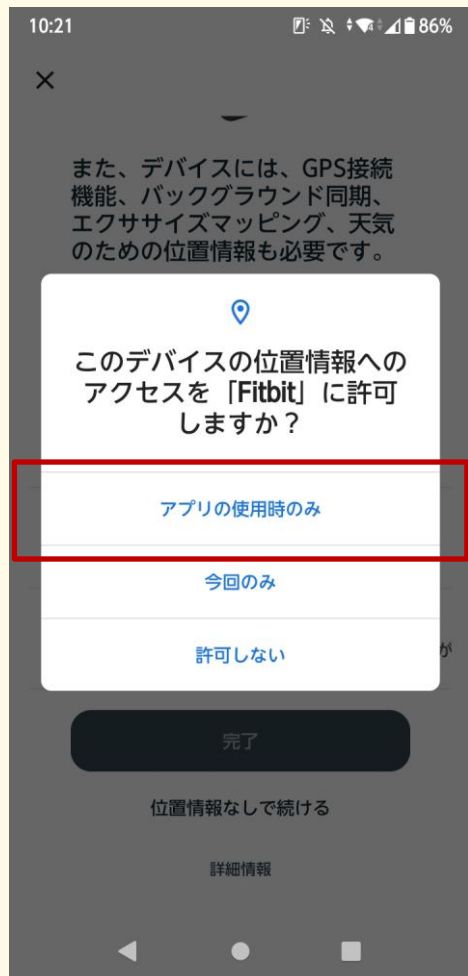 10:21
86%
また、デバイスには、GPS接続
機能、バックグラウンド同期、
エクササイズマッピング、天気
のための位置情報も必要です。
このデバイスの位置情報への
アクセスを「Fitbit」に許可
しますか？
アプリの使用時のみ
今回のみ
許可しない
が
完了
位置情報なしで続ける
詳細情報